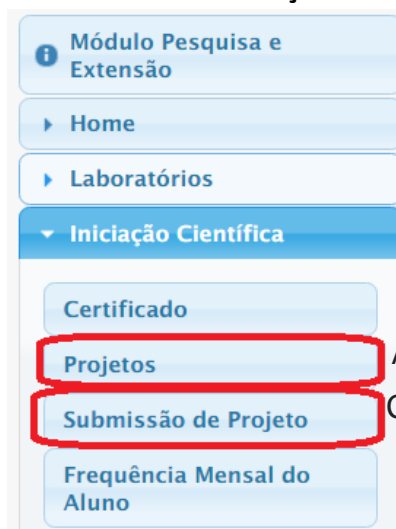 Módulo Pesquisa e
Extensão
Home
Laboratórios
Iniciação Científica
Certificado
Projetos
Submissão de Projeto
Frequência Mensal do
Aluno